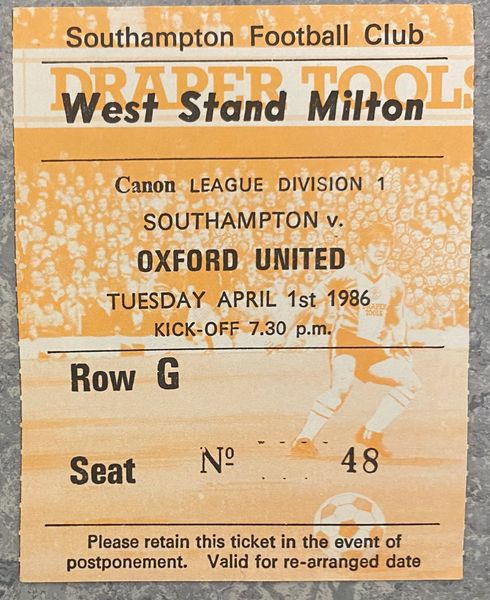 Southampton Football Club
DRAPER TOOLS
West Stand Milton
Canon LEAGUE DIVISION 1
SOUTHAMPTON v.
OXFORD UNITED
TUESDAY APRIL 1st 1986
KICK-OFF 7.30 p.m.
DRAPER
TOOLS
Row G
Seat Nº 48
Please retain this ticket in the event of
postponement. Valid for re-arranged date